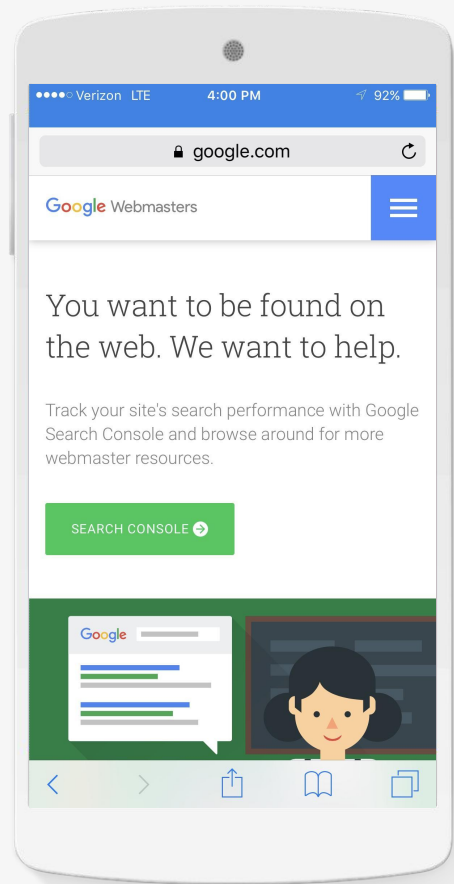 Verizon LTE 4:00 PM 92%
google.com
Google Webmasters
You want to be found on
the web. We want to help.
Track your site's search performance with Google
Search Console and browse around for more
webmaster resources.
SEARCH CONSOLE
Google